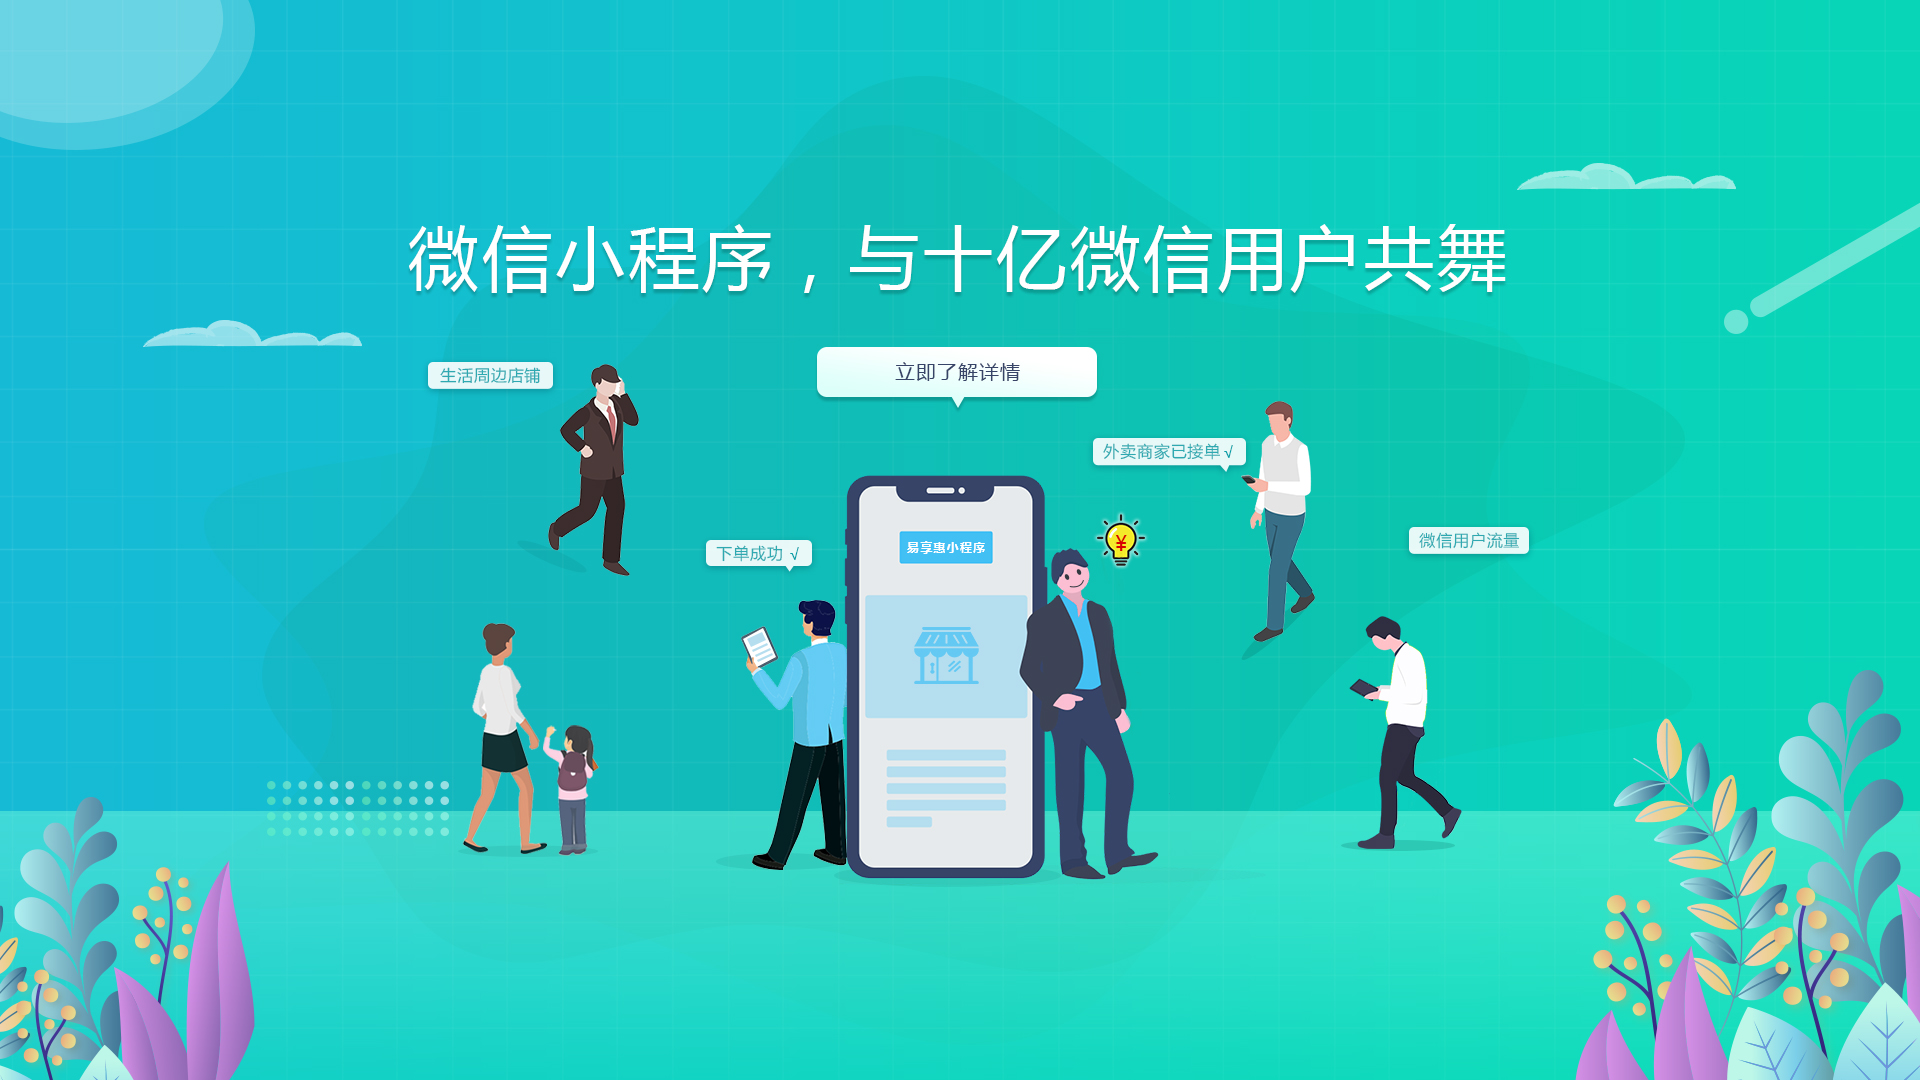 微信小程序，与十亿微信用户共舞
立即了解详情
生活周边店铺
外卖商家已接单√
微信用户流量
下单成功 √
易享惠小程序
¥